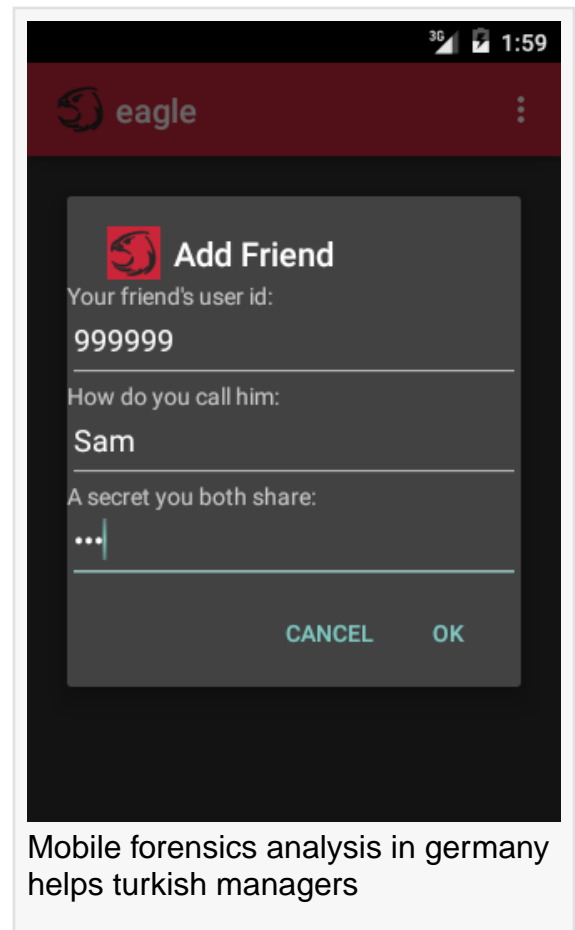 3G 1:59
eagle
Add Friend
Your friend's user id:
999999
How do you call him:
Sam
A secret you both share:
•••
CANCEL OK
Mobile forensics analysis in germany
helps turkish managers